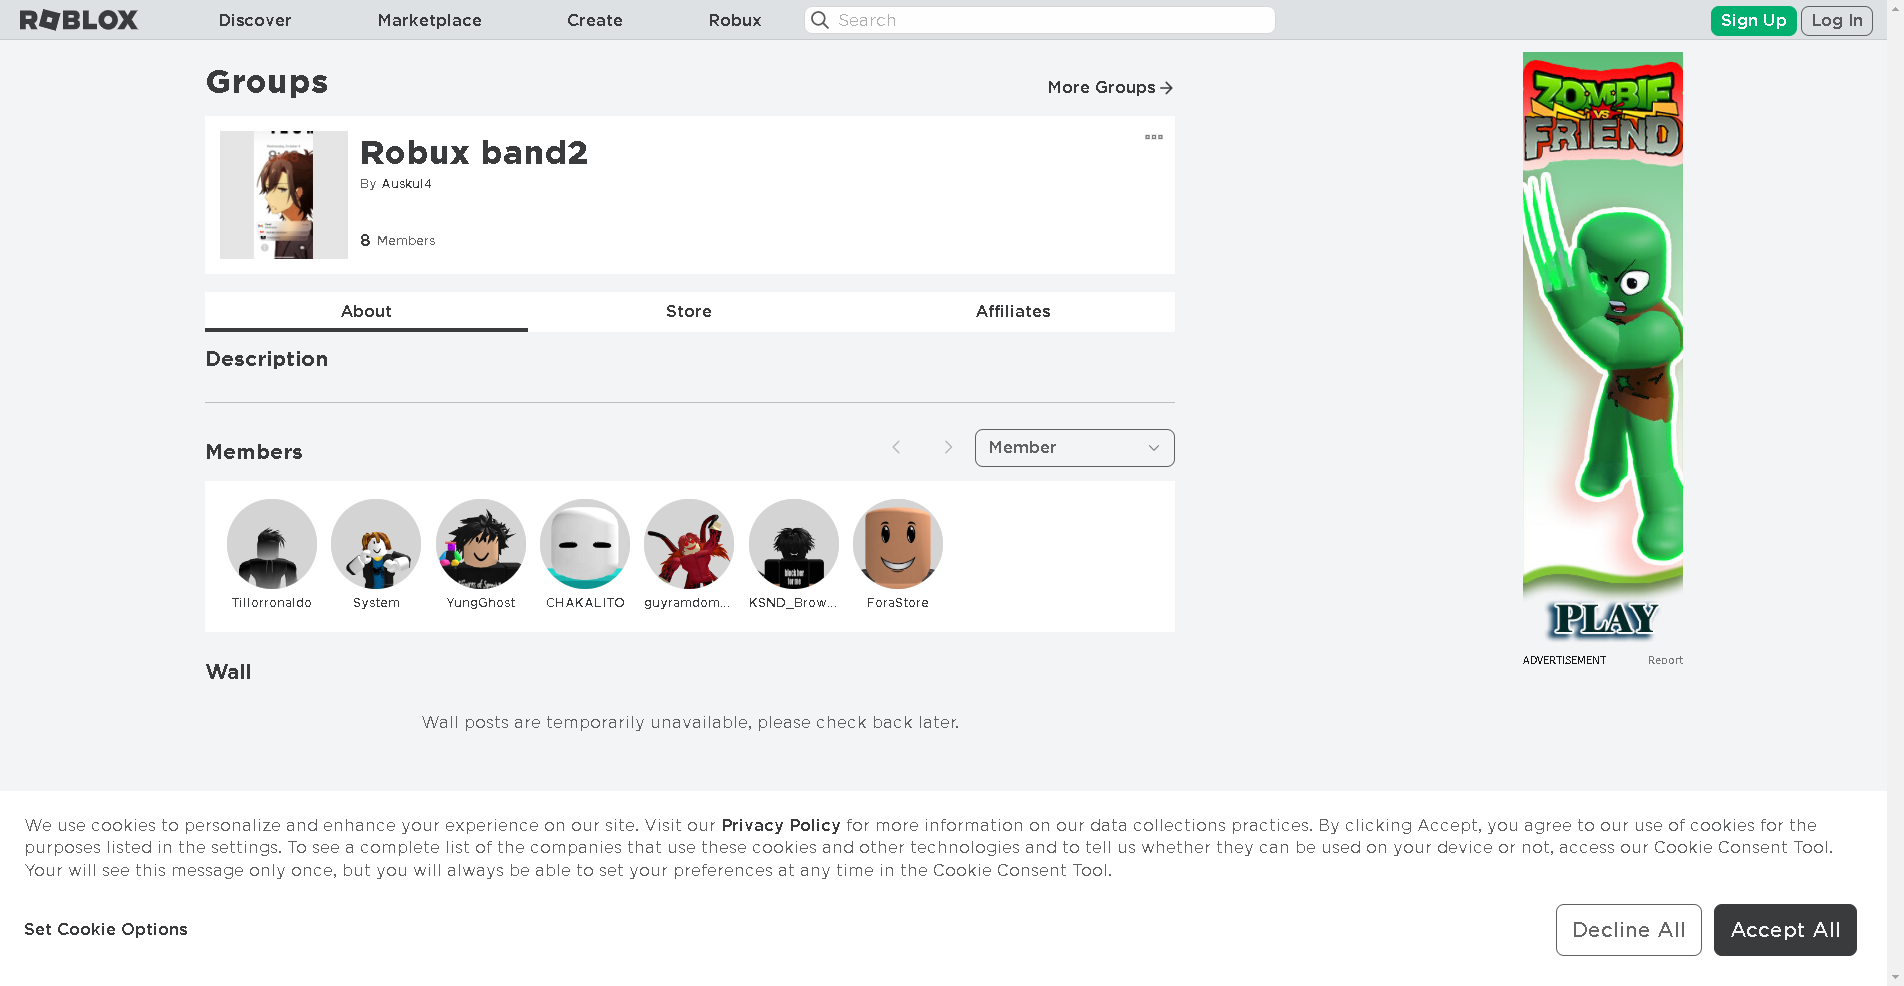 ROBLOX
Discover
Marketplace
Create
Robux
Search
Sign Up
Log In
Groups
More Groups
Robux band2
By Auskul4
8 Members
About
Store
Affiliates
Description
Members
Member
block her
for me
Tillorronaldo
System
YungGhost
CHAKALITO
guyramdom...
KSND_Brow...
ForaStore
Wall
Wall posts are temporarily unavailable, please check back later.
ZOMBIE
VS
FRIEND
PLAY
ADVERTISEMENT
Report
We use cookies to personalize and enhance your experience on our site. Visit our Privacy Policy for more information on our data collections practices. By clicking Accept, you agree to our use of cookies for the
purposes listed in the settings. To see a complete list of the companies that use these cookies and other technologies and to tell us whether they can be used on your device or not, access our Cookie Consent Tool.
Your will see this message only once, but you will always be able to set your preferences at any time in the Cookie Consent Tool.
Set Cookie Options
Decline All
Accept All